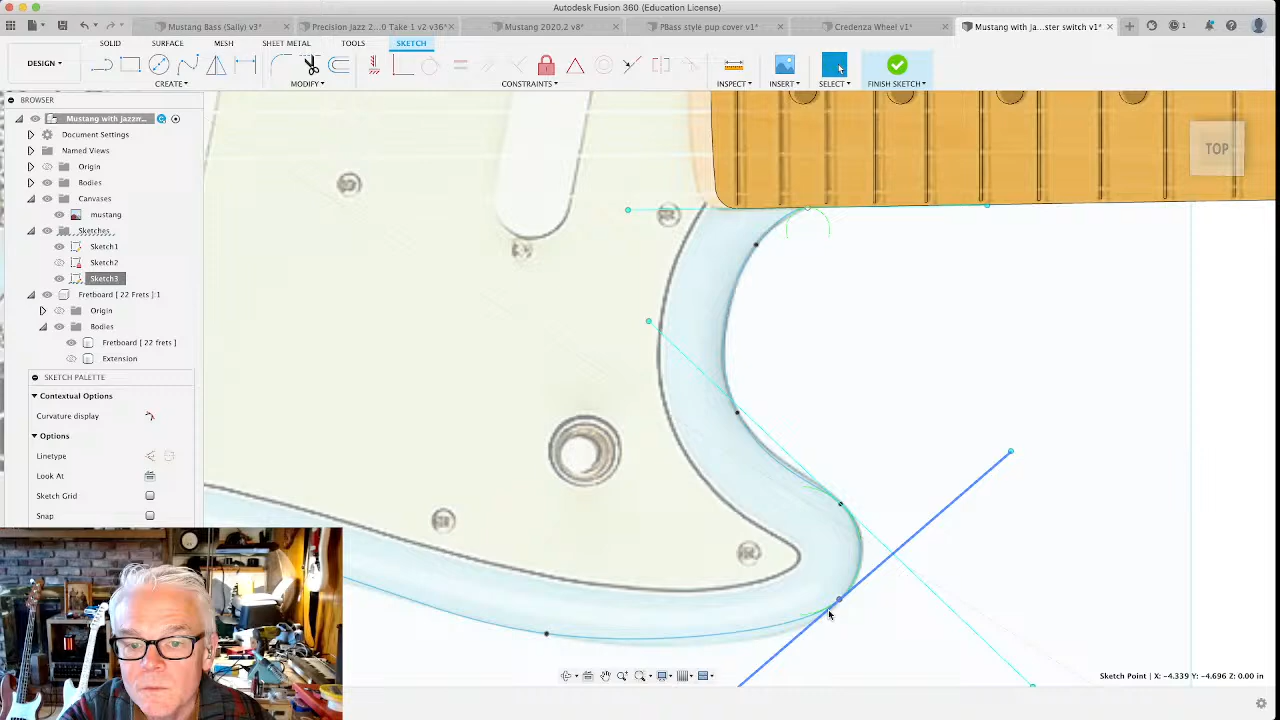 Autodesk Fusion 360 (Education License)
Mustang Bass (Sally) v3*
Precision Jazz 2...0 Take 1 v2 v36*
Mustang 2020.2 v8*
PBass style pup cover v1*
Credenza Wheel v1*
Mustang with Ja...ster switch v1*
1
SOLID
SURFACE
MESH
SHEET METAL
TOOLS
SKETCH
DESIGN
CREATE
MODIFY
CONSTRAINTS
INSPECT
INSERT
SELECT
FINISH SKETCH
BROWSER
Mustang with jazzm...
Document Settings
Named Views
Origin
Bodies
Canvases
mustang
Sketches
Sketch1
Sketch2
Sketch3
Fretboard [ 22 Frets ]:1
Origin
Bodies
Fretboard [ 22 frets ]
Extension
SKETCH PALETTE
Contextual Options
Curvature display
Options
Linetype
Look At
Sketch Grid
Snap
TOP
Sketch Point | X: -4.339 Y: -4.696 Z: 0.00 in